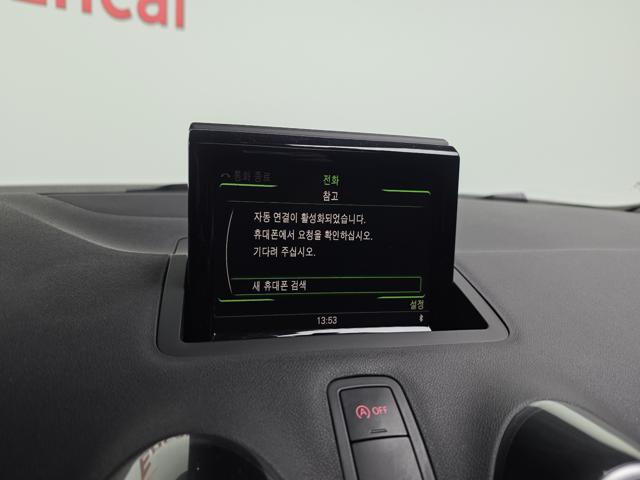 Encar
통화 종료
전화
참고
자동 연결이 활성화되었습니다.
휴대폰에서 요청을 확인하십시오.
기다려 주십시오.
새 휴대폰 검색
설정
13:53
A OFF